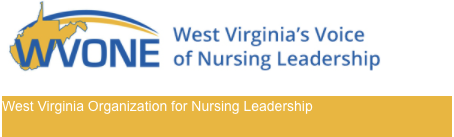 WVONE
West Virginia's Voice
of Nursing Leadership
West Virginia Organization for Nursing Leadership